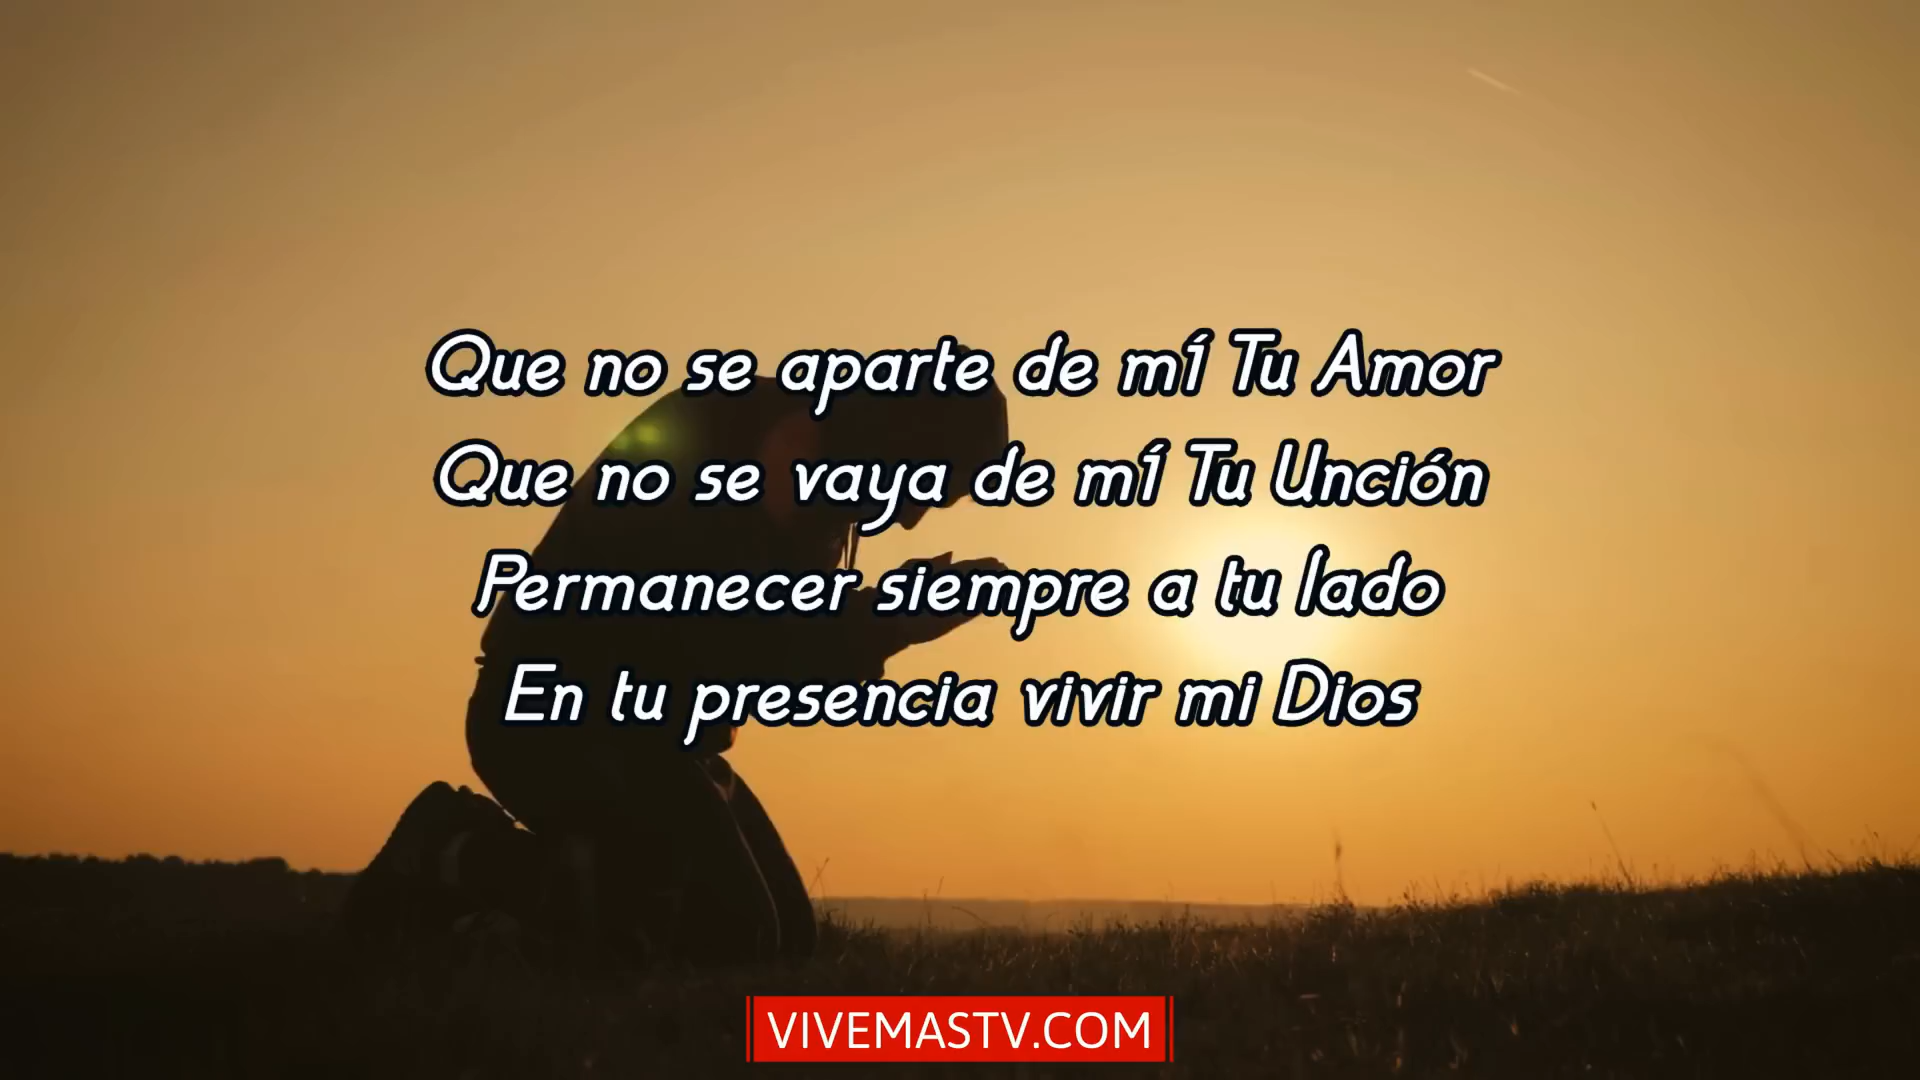 Que no se aparte de mí Tu Amor
Que no se vaya de mí Tu Unción
Permanecer siempre a tu lado
En tu presencia vivir mi Dios
VIVEMASTV.COM